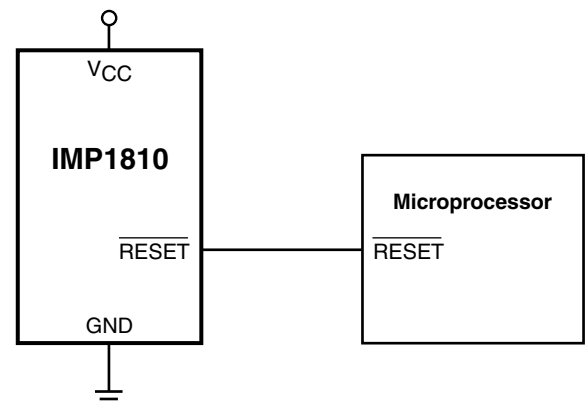 VCC
IMP1810
Microprocessor
RESET
RESET
GND